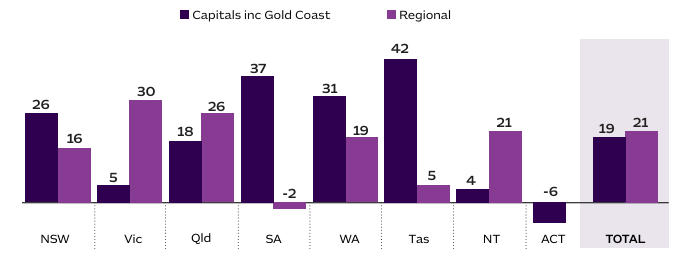 Capitals inc Gold Coast Regional
26 16 5 30 18 26 37 -2 31 19 42 5 4 21 -6 19 21
NSW Vic Qld SA WA Tas NT ACT TOTAL